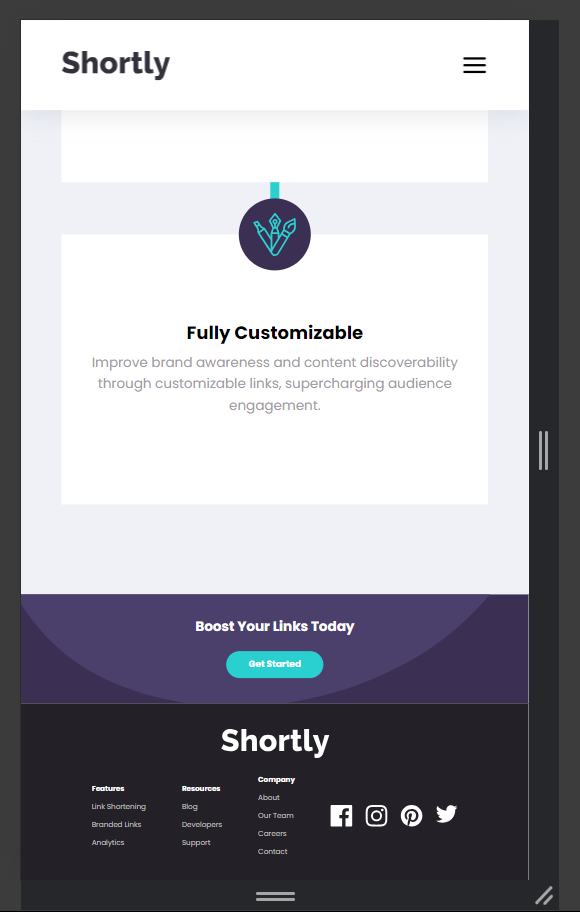 Shortly
Fully Customizable
Improve brand awareness and content discoverability
through customizable links, supercharging audience
engagement.
Boost Your Links Today
Get Started
Shortly
Features
Link Shortening
Branded Links
Analytics
Resources
Blog
Developers
Support
Company
About
Our Team
Careers
Contact